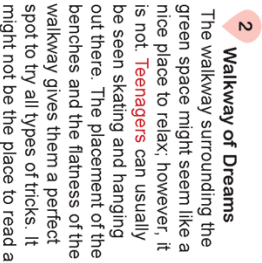 2 Walkway of Dreams
The walkway surrounding the
green space might seem like a
nice place to relax; however, it
is not. Teenagers can usually
be seen skating and hanging
out there. The placement of the
benches and the flatness of the
walkway gives them a perfect
spot to try all types of tricks. It
might not be the place to read a